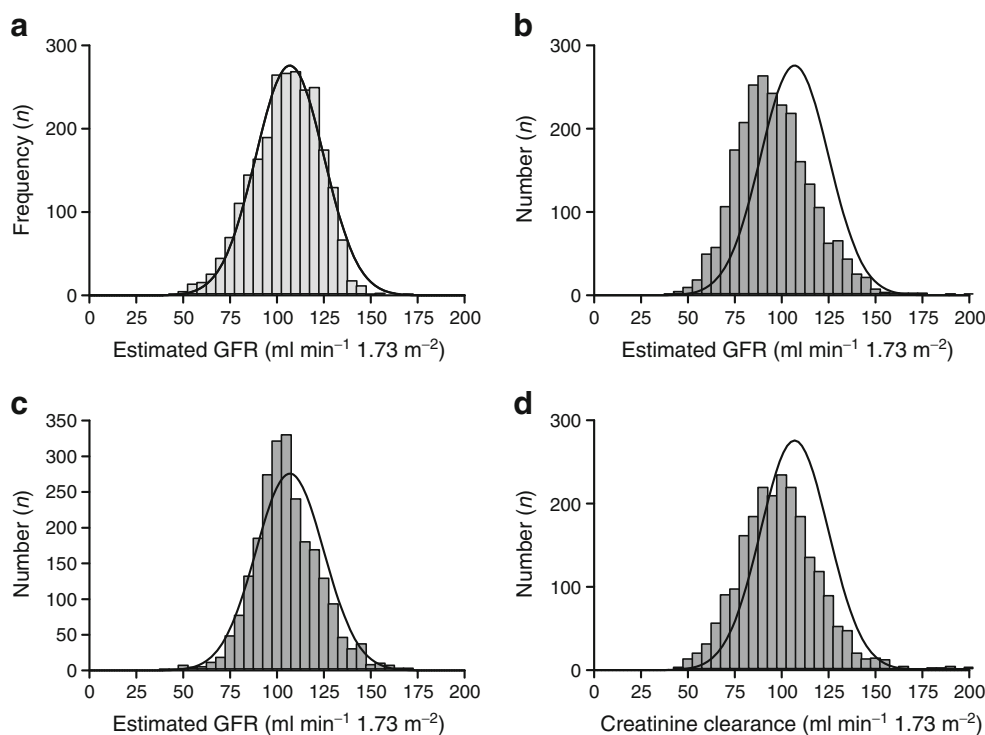 a
300
200
100
0
Frequency (n)
0 25 50 75 100 125 150 175 200
Estimated GFR (ml min⁻¹ 1.73 m⁻²)
b
300
200
100
0
Number (n)
0 25 50 75 100 125 150 175 200
Estimated GFR (ml min⁻¹ 1.73 m⁻²)
c
350
300
250
200
150
100
50
0
Number (n)
0 25 50 75 100 125 150 175 200
Estimated GFR (ml min⁻¹ 1.73 m⁻²)
d
300
200
100
0
Number (n)
0 25 50 75 100 125 150 175 200
Creatinine clearance (ml min⁻¹ 1.73 m⁻²)